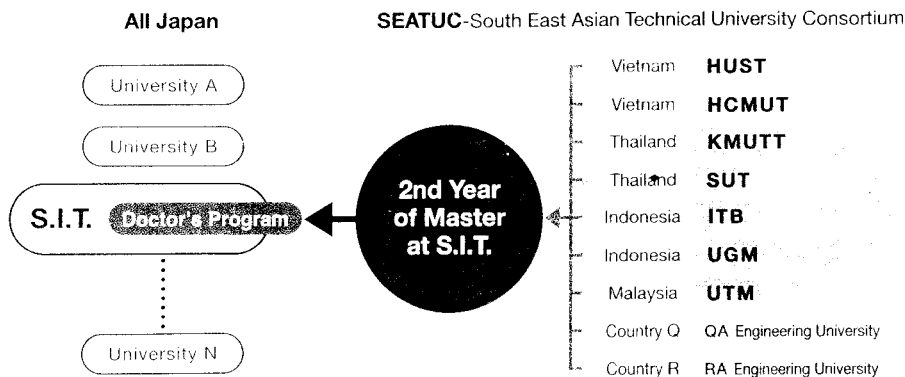 All Japan
University A
University B
S.I.T. Doctor's Program
University N
2nd Year
of Master
at S.I.T.
SEATUC-South East Asian Technical University Consortium
Vietnam HUST
Vietnam HCMUT
Thailand KMUTT
Thailand SUT
Indonesia ITB
Indonesia UGM
Malaysia UTM
Country Q QA Engineering University
Country R RA Engineering University